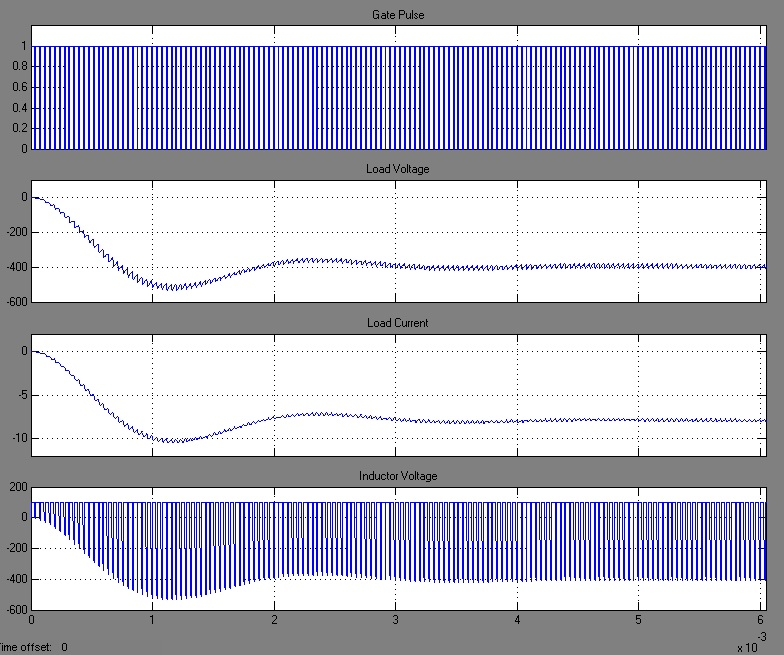 Gate Pulse
1
0.8
0.6
0.4
0.2
0
Load Voltage
0
-200
-400
-600
Load Current
0
-5
-10
Inductor Voltage
200
0
-200
-400
-600
0 1 2 3 4 5 6
-3
x 10
ime offset: 0